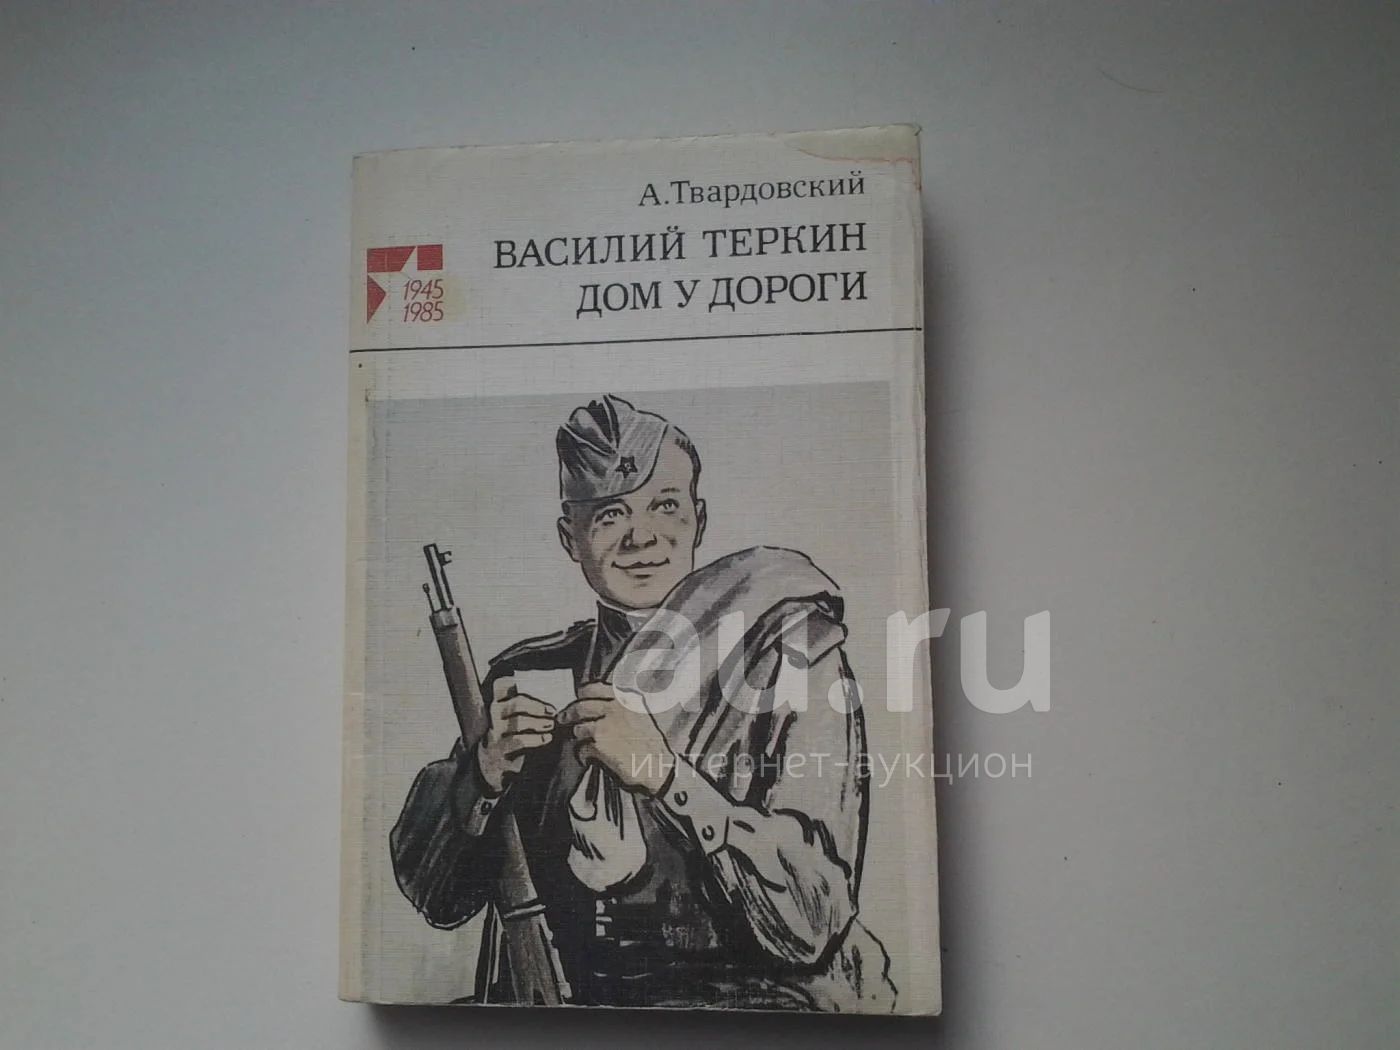 А.Твардовский
ВАСИЛИЙ ТЕРКИН
ДОМ У ДОРОГИ
1945
1985
au.ru
интернет-аукцион